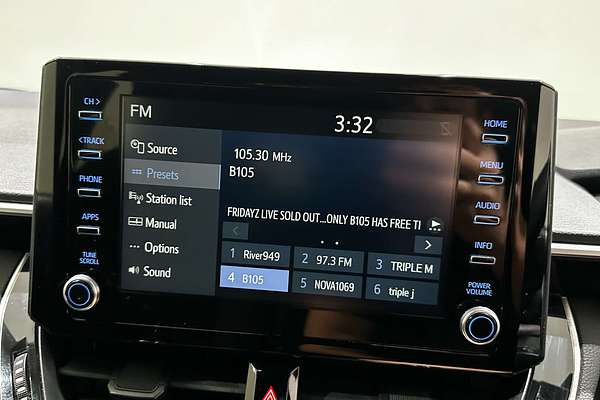 CH >
< TRACK
PHONE
APPS
TUNE
SCROLL
FM
3:32
Source
Presets
Station list
Manual
Options
Sound
105.30 MHz
B105
FRIDAYZ LIVE SOLD OUT...ONLY B105 HAS FREE TI
1 River949
2 97.3 FM
3 TRIPLE M
4 B105
5 NOVA1069
6 triple j
HOME
MENU
AUDIO
INFO
POWER
VOLUME